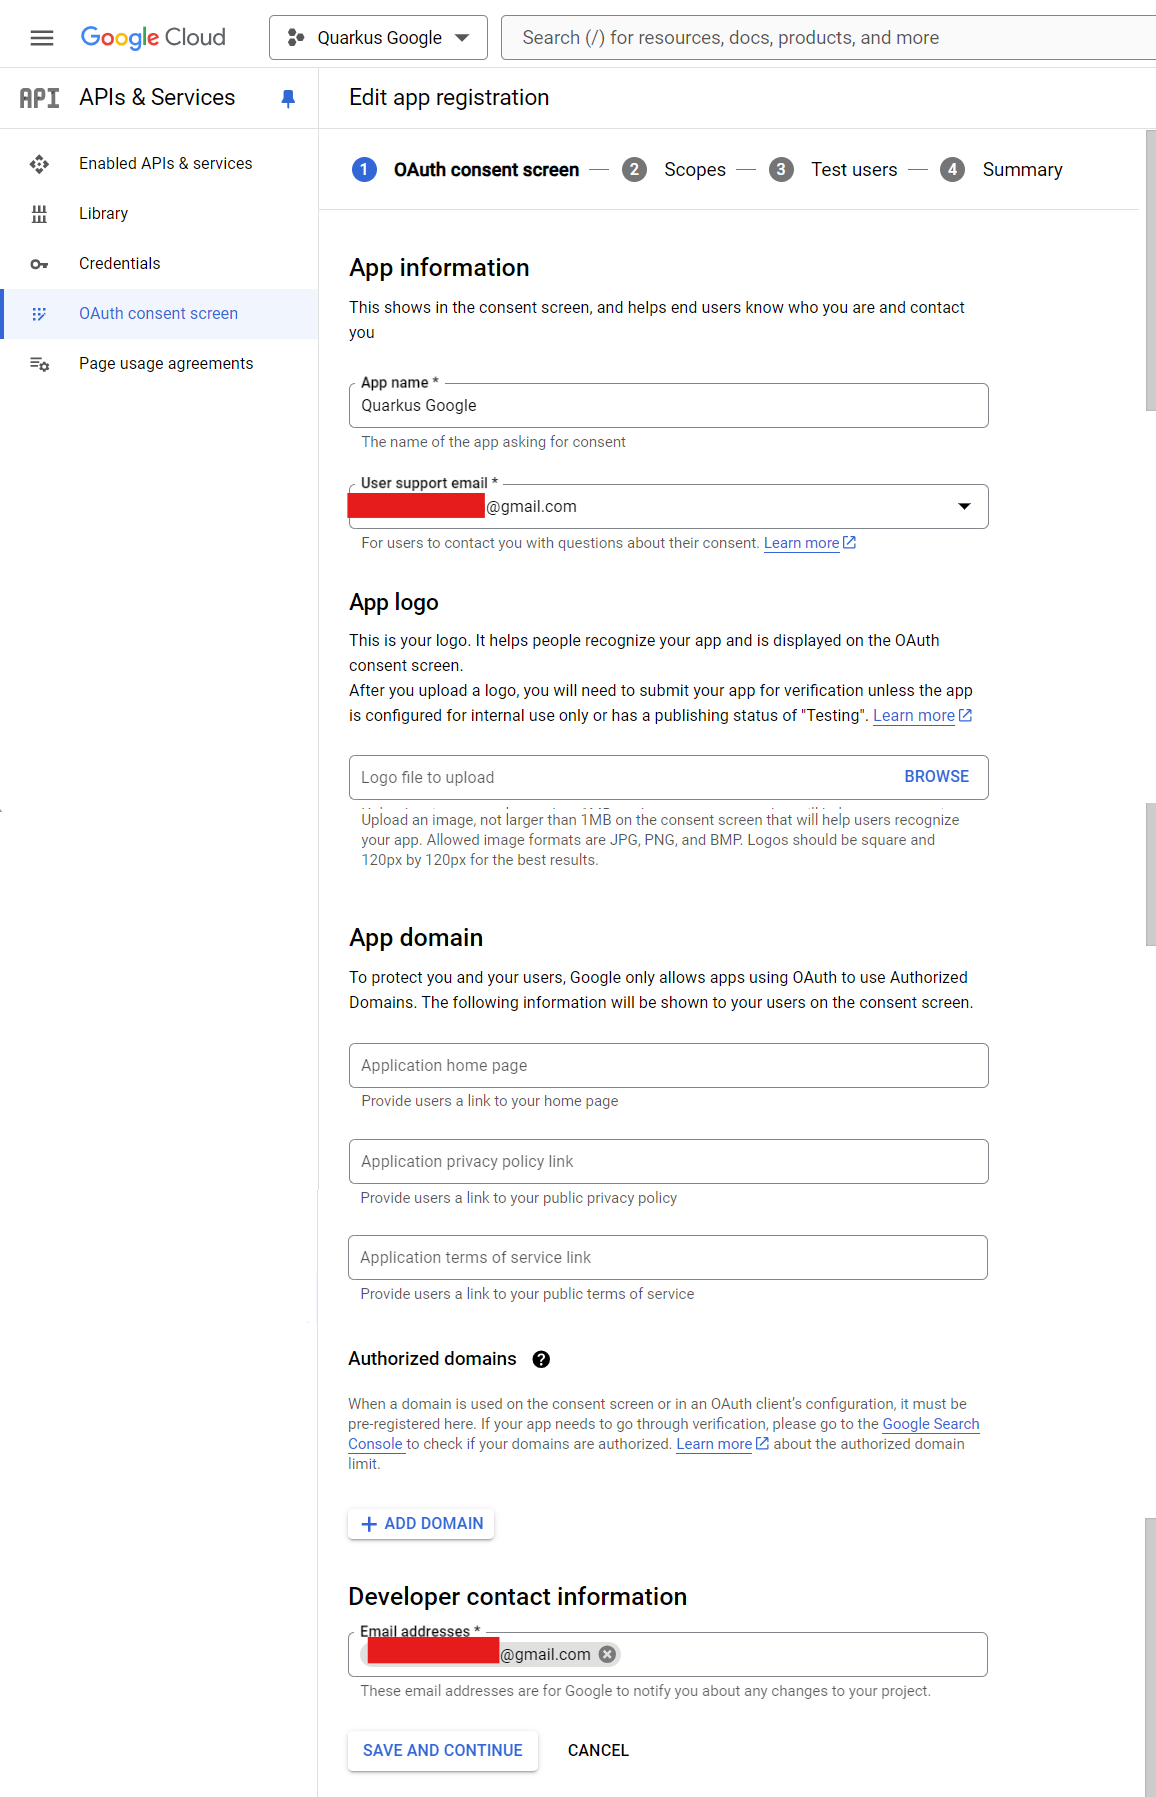 Google Cloud
Quarkus Google
Search (/) for resources, docs, products, and more
API APIs & Services
Edit app registration
Enabled APIs & services
Library
Credentials
OAuth consent screen
Page usage agreements
1 OAuth consent screen — 2 Scopes — 3 Test users — 4 Summary
App information
This shows in the consent screen, and helps end users know who you are and contact
you
App name *
Quarkus Google
The name of the app asking for consent
User support email *
@gmail.com
For users to contact you with questions about their consent. Learn more
App logo
This is your logo. It helps people recognize your app and is displayed on the OAuth
consent screen.
After you upload a logo, you will need to submit your app for verification unless the app
is configured for internal use only or has a publishing status of "Testing". Learn more
Logo file to upload
BROWSE
Upload an image, not larger than 1MB on the consent screen that will help users recognize
your app. Allowed image formats are JPG, PNG, and BMP. Logos should be square and
120px by 120px for the best results.
App domain
To protect you and your users, Google only allows apps using OAuth to use Authorized
Domains. The following information will be shown to your users on the consent screen.
Application home page
Provide users a link to your home page
Application privacy policy link
Provide users a link to your public privacy policy
Application terms of service link
Provide users a link to your public terms of service
Authorized domains ?
When a domain is used on the consent screen or in an OAuth client’s configuration, it must be
pre-registered here. If your app needs to go through verification, please go to the Google Search
Console to check if your domains are authorized. Learn more about the authorized domain
limit.
+ ADD DOMAIN
Developer contact information
Email addresses *
@gmail.com
These email addresses are for Google to notify you about any changes to your project.
SAVE AND CONTINUE
CANCEL